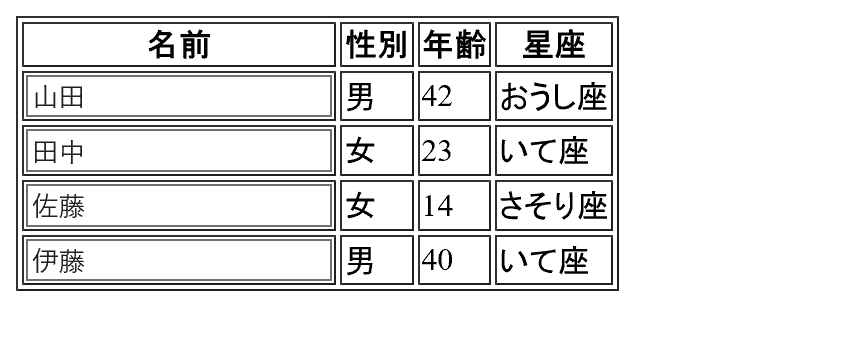 名前 性別 年齢 星座
山田 男 42 おうし座
田中 女 23 いて座
佐藤 女 14 さそり座
伊藤 男 40 いて座